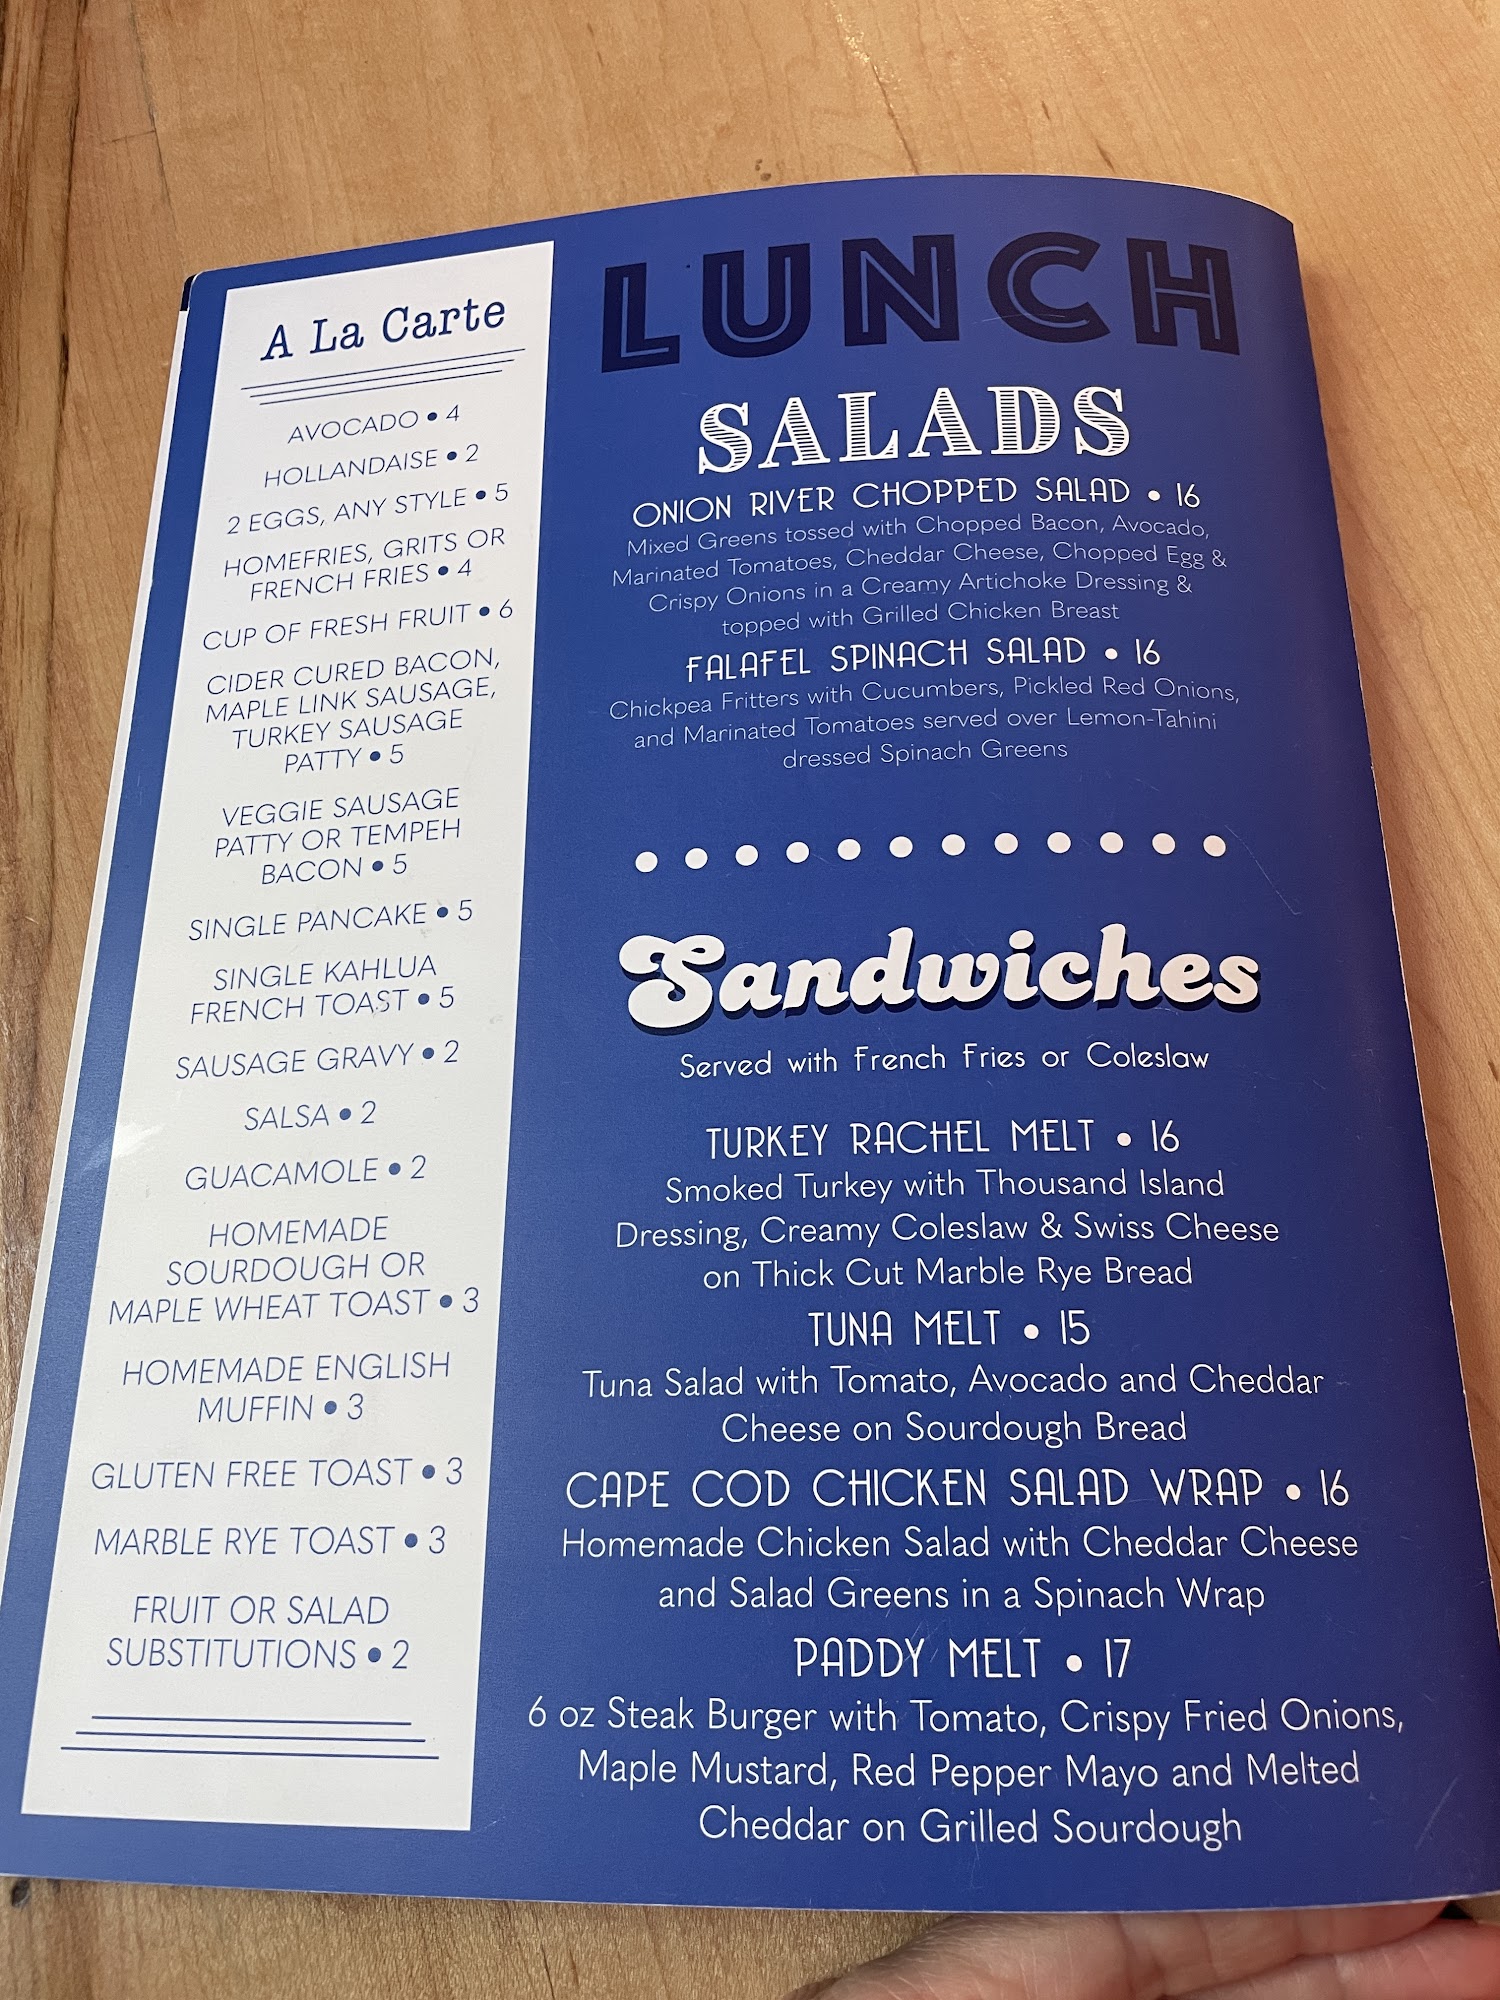 A La Carte
AVOCADO • 4
HOLLANDAISE • 2
2 EGGS, ANY STYLE • 5
HOMEFRIES, GRITS OR
FRENCH FRIES • 4
CUP OF FRESH FRUIT • 6
CIDER CURED BACON,
MAPLE LINK SAUSAGE,
TURKEY SAUSAGE
PATTY • 5
VEGGIE SAUSAGE
PATTY OR TEMPEH
BACON • 5
SINGLE PANCAKE • 5
SINGLE KAHLUA
FRENCH TOAST • 5
SAUSAGE GRAVY • 2
SALSA • 2
GUACAMOLE • 2
HOMEMADE
SOURDOUGH OR
MAPLE WHEAT TOAST • 3
HOMEMADE ENGLISH
MUFFIN • 3
GLUTEN FREE TOAST • 3
MARBLE RYE TOAST • 3
FRUIT OR SALAD
SUBSTITUTIONS • 2
LUNCH
SALADS
ONION RIVER CHOPPED SALAD • 16
Mixed Greens tossed with Chopped Bacon, Avocado,
Marinated Tomatoes, Cheddar Cheese, Chopped Egg &
Crispy Onions in a Creamy Artichoke Dressing &
topped with Grilled Chicken Breast
FALAFEL SPINACH SALAD • 16
Chickpea Fritters with Cucumbers, Pickled Red Onions,
and Marinated Tomatoes served over Lemon-Tahini
dressed Spinach Greens
Sandwiches
Served with French Fries or Coleslaw
TURKEY RACHEL MELT • 16
Smoked Turkey with Thousand Island
Dressing, Creamy Coleslaw & Swiss Cheese
on Thick Cut Marble Rye Bread
TUNA MELT • 15
Tuna Salad with Tomato, Avocado and Cheddar
Cheese on Sourdough Bread
CAPE COD CHICKEN SALAD WRAP • 16
Homemade Chicken Salad with Cheddar Cheese
and Salad Greens in a Spinach Wrap
PADDY MELT • 17
6 oz Steak Burger with Tomato, Crispy Fried Onions,
Maple Mustard, Red Pepper Mayo and Melted
Cheddar on Grilled Sourdough